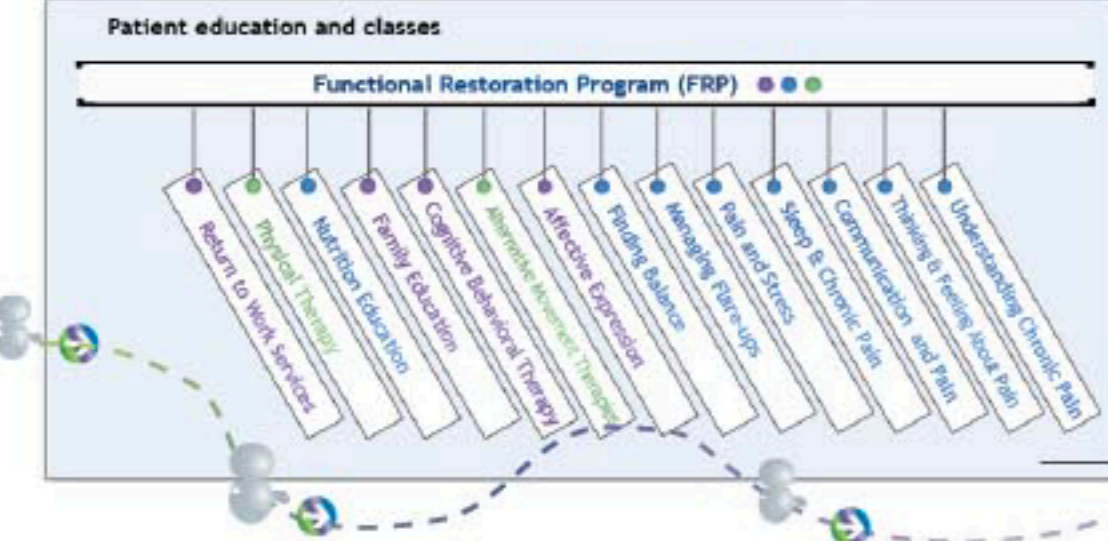 Patient education and classes
Functional Restoration Program (FRP)
Return to Work Services
Physical Therapy
Nutrition Education
Family Education
Cognitive Behavioral Therapy
Alternative Movement Therapies
Affective Expression
Finding Balance
Managing Flare-ups
Pain and Stress
Sleep & Chronic Pain
Communication and Pain
Thinking & Feeling About Pain
Understanding Chronic Pain